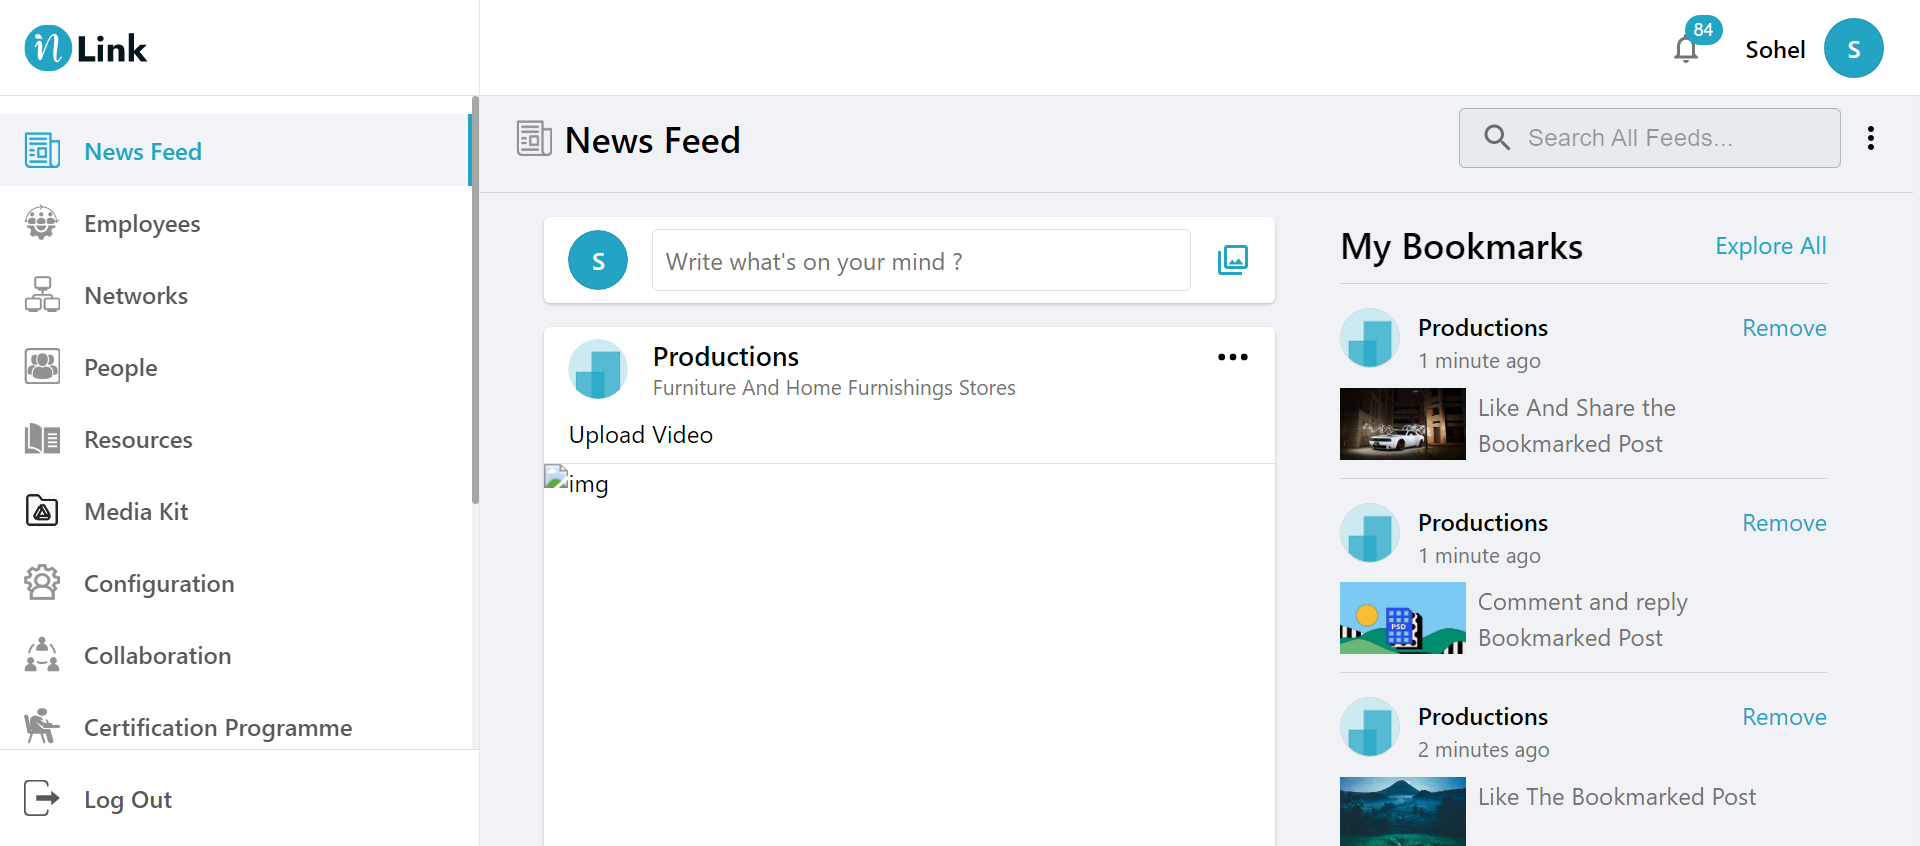 n Link
84
Sohel
S
News Feed
Employees
Networks
People
Resources
Media Kit
Configuration
Collaboration
Certification Programme
Log Out
News Feed
Search All Feeds...
S
Write what's on your mind ?
Productions
Furniture And Home Furnishings Stores
Upload Video
img
My Bookmarks
Explore All
Productions
Remove
1 minute ago
Like And Share the
Bookmarked Post
Productions
Remove
1 minute ago
PSD
Comment and reply
Bookmarked Post
Productions
Remove
2 minutes ago
Like The Bookmarked Post